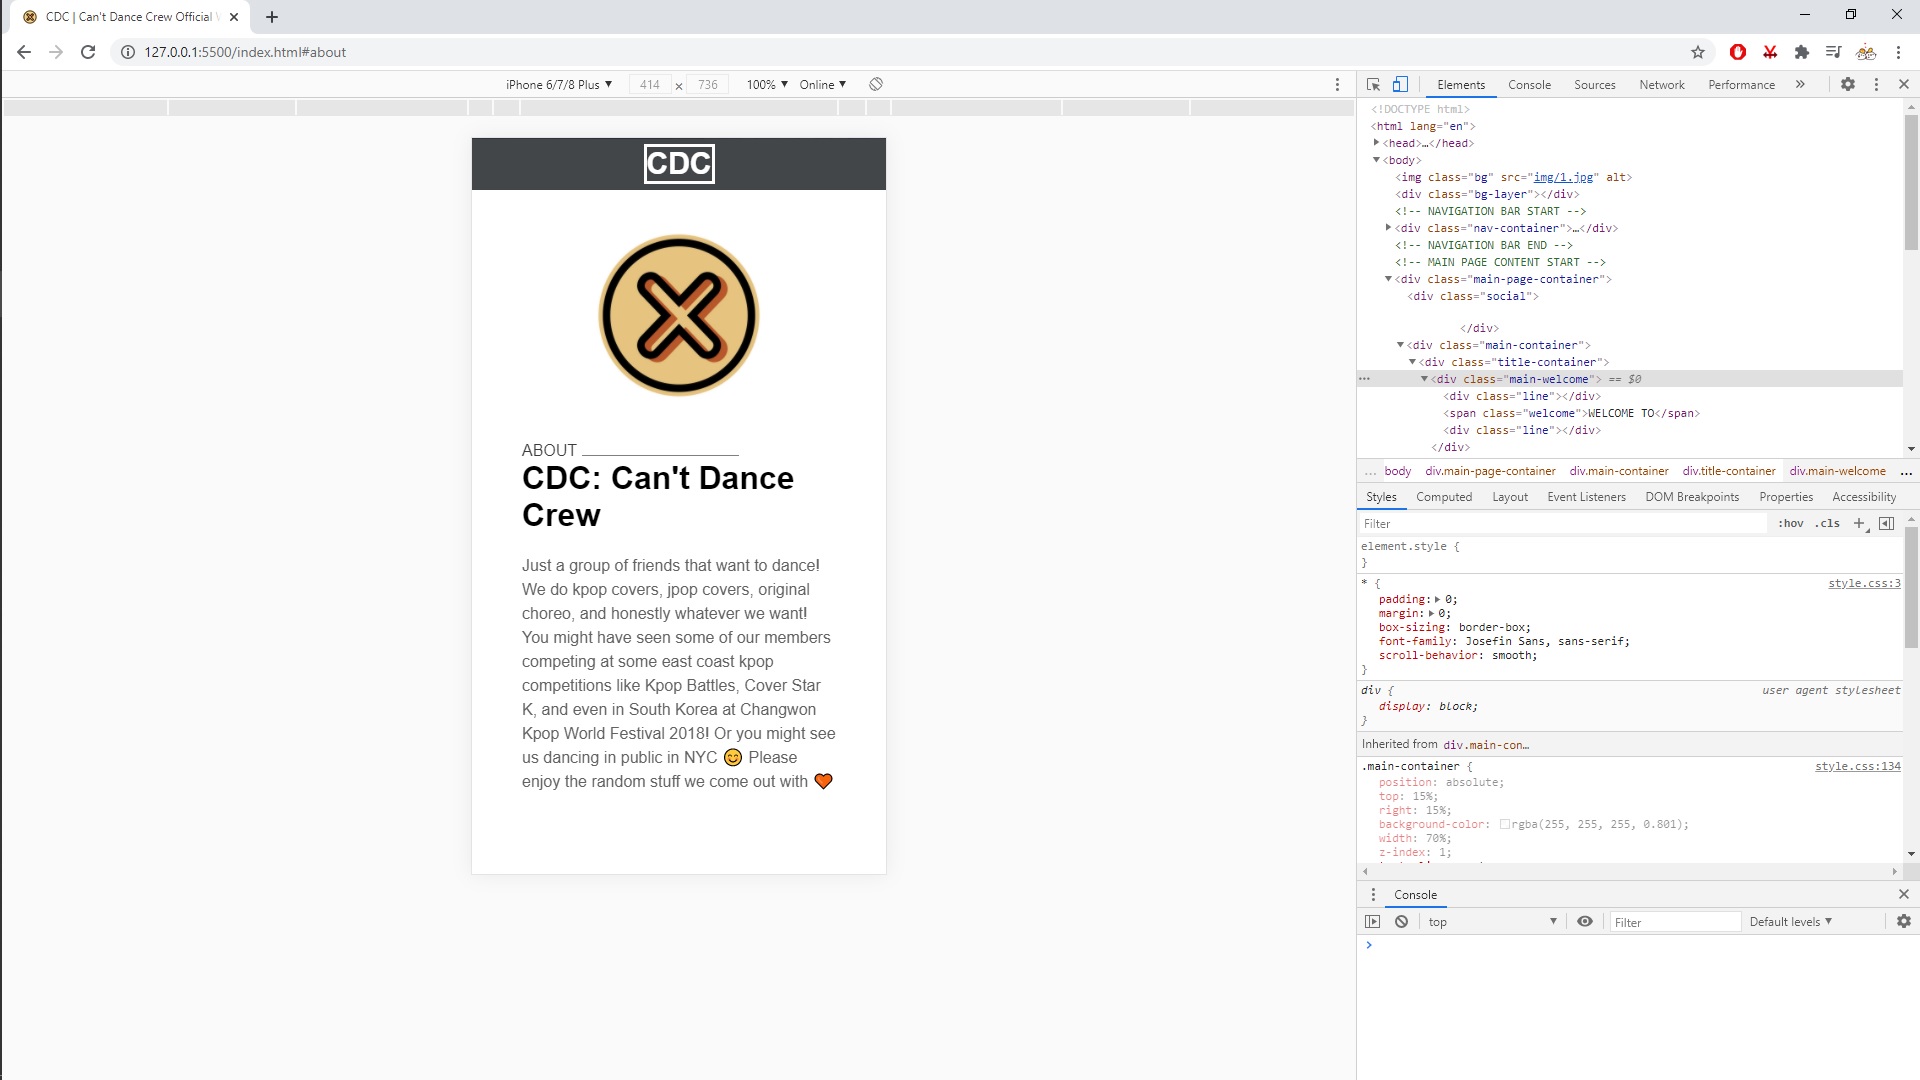 CDC | Can't Dance Crew Official
127.0.0.1:5500/index.html#about
iPhone 6/7/8 Plus 414 x 736 100% Online
CDC
ABOUT
CDC: Can't Dance
Crew
Just a group of friends that want to dance!
We do kpop covers, jpop covers, original
choreo, and honestly whatever we want!
You might have seen some of our members
competing at some east coast kpop
competitions like Kpop Battles, Cover Star
K, and even in South Korea at Changwon
Kpop World Festival 2018! Or you might see
us dancing in public in NYC 😊 Please
enjoy the random stuff we come out with 🧡
Elements Console Sources Network Performance »
<!DOCTYPE html>
<html lang="en">
<head>…</head>
<body>
<img class="bg" src="img/1.jpg" alt>
<div class="bg-layer"></div>
<!-- NAVIGATION BAR START -->
<div class="nav-container">…</div>
<!-- NAVIGATION BAR END -->
<!-- MAIN PAGE CONTENT START -->
<div class="main-page-container">
<div class="social">
</div>
<div class="main-container">
<div class="title-container">
… <div class="main-welcome"> == $0
<div class="line"></div>
<span class="welcome">WELCOME TO</span>
<div class="line"></div>
</div>
… body div.main-page-container div.main-container div.title-container div.main-welcome …
Styles Computed Layout Event Listeners DOM Breakpoints Properties Accessibility
Filter :hov .cls +
element.style {
}
* { style.css:3
padding: 0;
margin: 0;
box-sizing: border-box;
font-family: Josefin Sans, sans-serif;
scroll-behavior: smooth;
}
div { user agent stylesheet
display: block;
}
Inherited from div.main-con…
.main-container { style.css:134
position: absolute;
top: 15%;
right: 15%;
background-color: rgba(255, 255, 255, 0.801);
width: 70%;
z-index: 1;
Console
top Filter Default levels
>